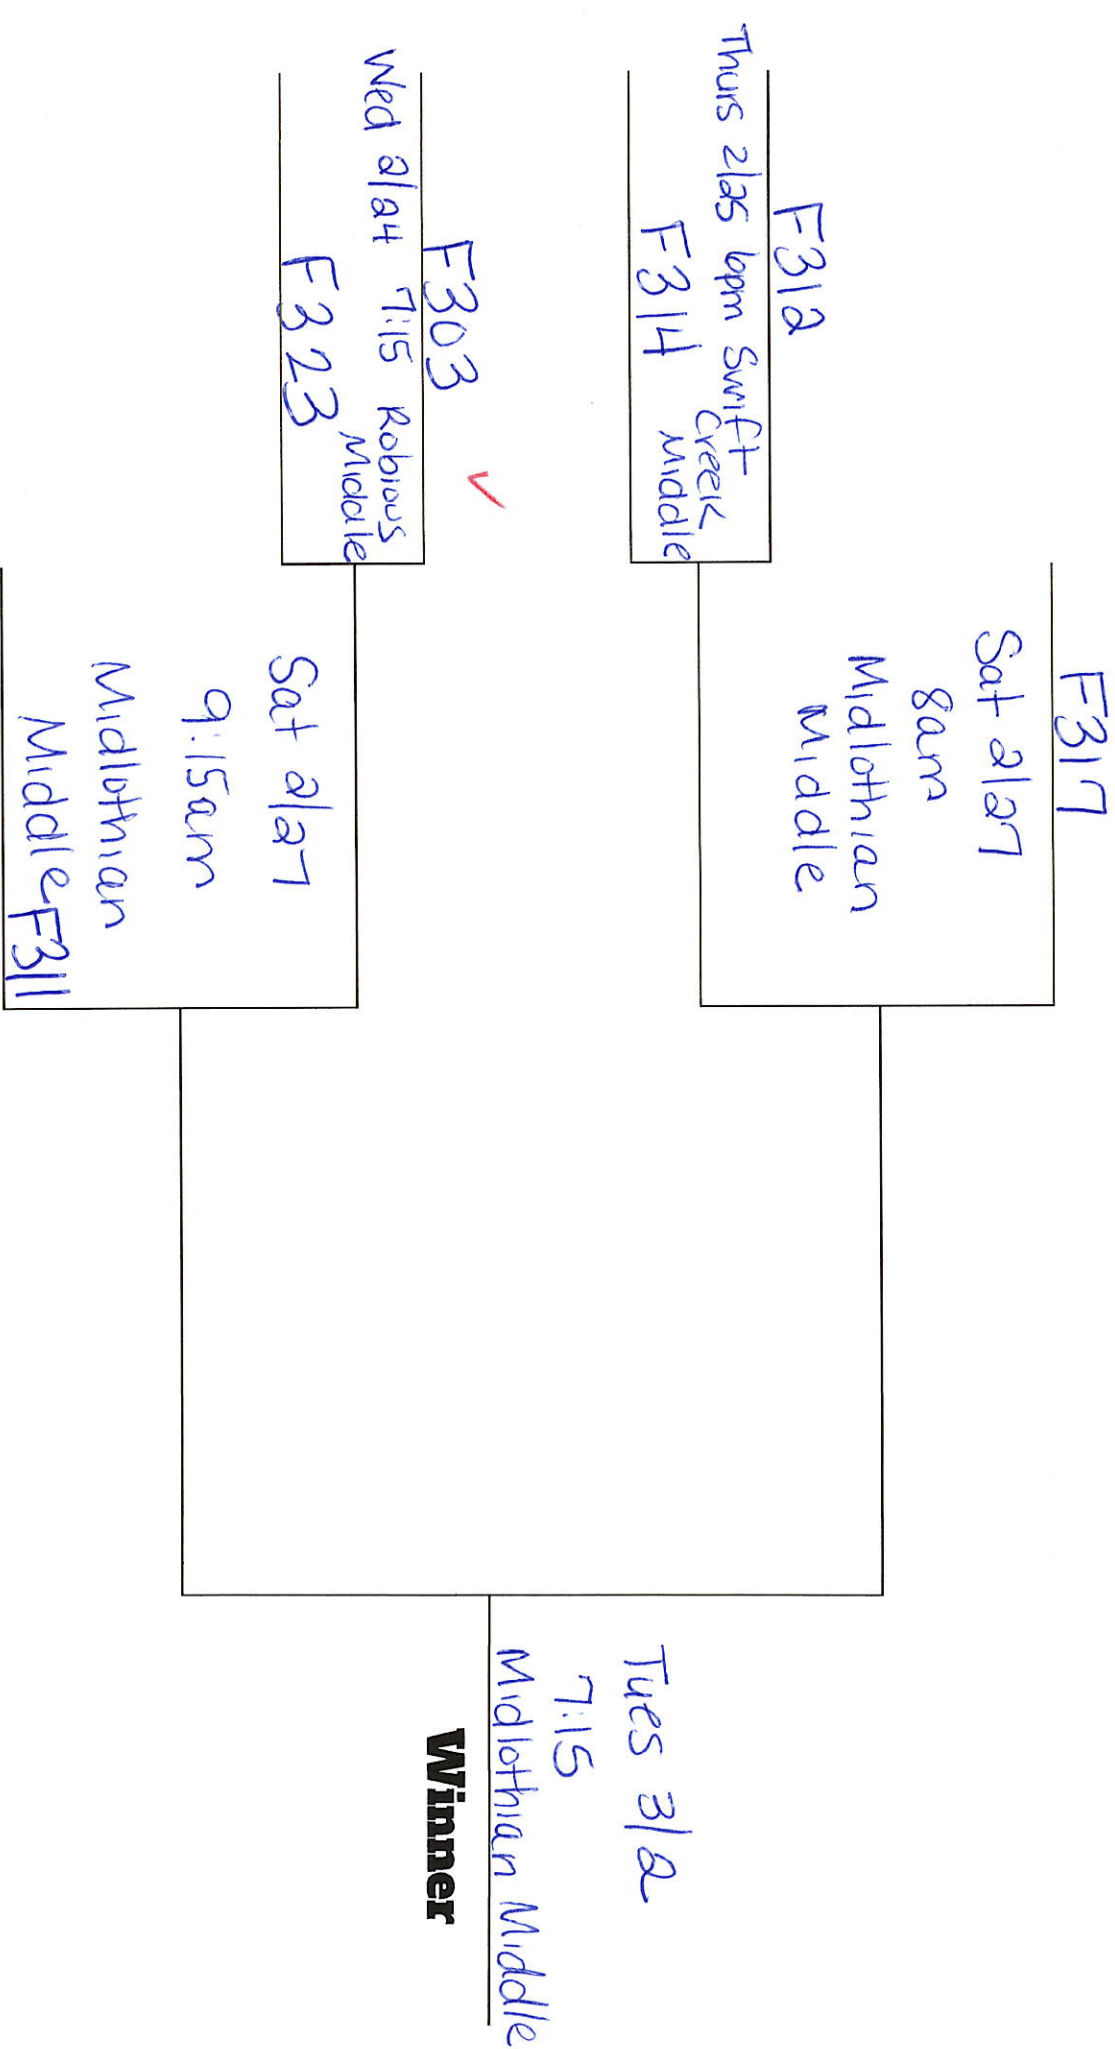 F317
Sat 2/27
8am
Midlothian
Middle
F312
Thurs 2/25 6pm Swift
Creek
Middle
F314
F303
Wed 2/24 7:15 Robious
Middle
F323
Sat 2/27
9:15am
Midlothian
Middle
F311
Tues 3/2
7:15
Midlothian Middle
Winner